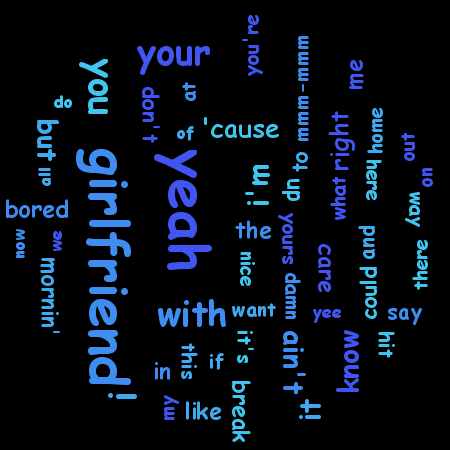 you're
your
mmm-mmm
me
you
at
don't
do
of
'cause
home
but
right
out
girlfriend!
yeah
to
all
i'm
up
here
on
what
way
bored
the
yours
and
there
now
we
nice
care
mornin'
damn
could
with
want
yee
say
it's
ain't
know
hit
this
if
in
break
my
like
it!